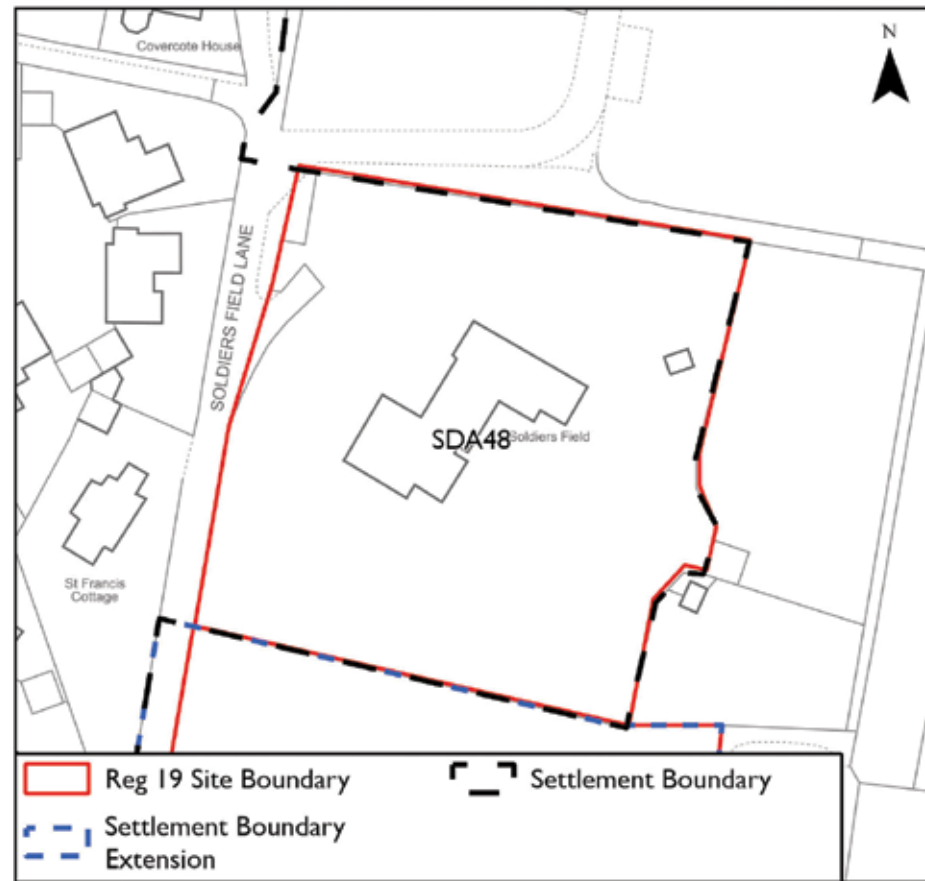 Covercote House
N
SOLDIERS FIELD LANE
SDA48
Soldiers Field
St Francis
Cottage
Reg 19 Site Boundary
Settlement Boundary
Settlement Boundary
Extension